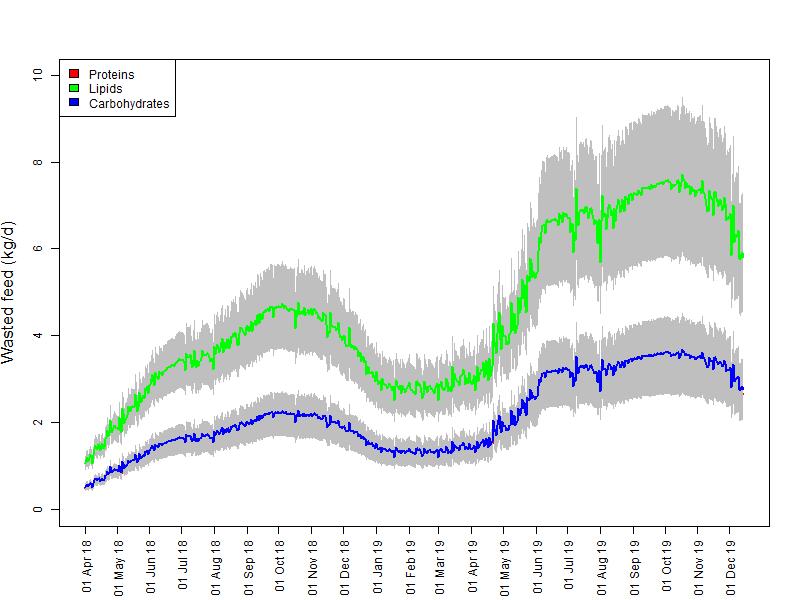 Proteins
Lipids
Carbohydrates
Wasted feed (kg/d)
10
8
6
4
2
0
01 Apr 18
01 May 18
01 Jun 18
01 Jul 18
01 Aug 18
01 Sep 18
01 Oct 18
01 Nov 18
01 Dec 18
01 Jan 19
01 Feb 19
01 Mar 19
01 Apr 19
01 May 19
01 Jun 19
01 Jul 19
01 Aug 19
01 Sep 19
01 Oct 19
01 Nov 19
01 Dec 19